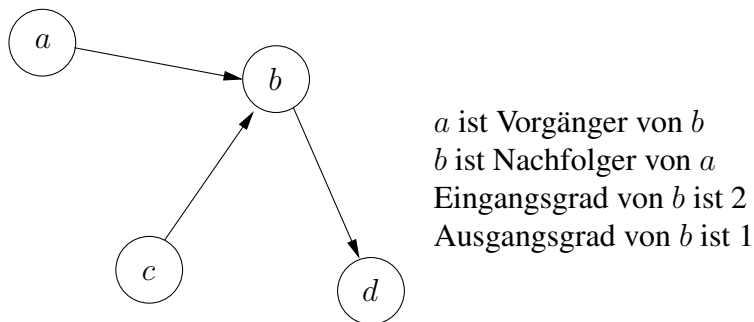 a
b
c
d
a ist Vorgänger von b
b ist Nachfolger von a
Eingangsgrad von b ist 2
Ausgangsgrad von b ist 1